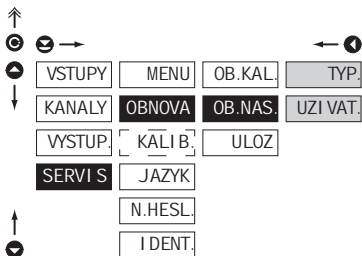 VSTUPY MENU OB.KAL. TYP.
KANALY OBNOVA OB.NAS. UZIVAT.
VYSTUP. KALIB. ULOZ
SERVIS JAZYK
N.HESL.
IDENT.